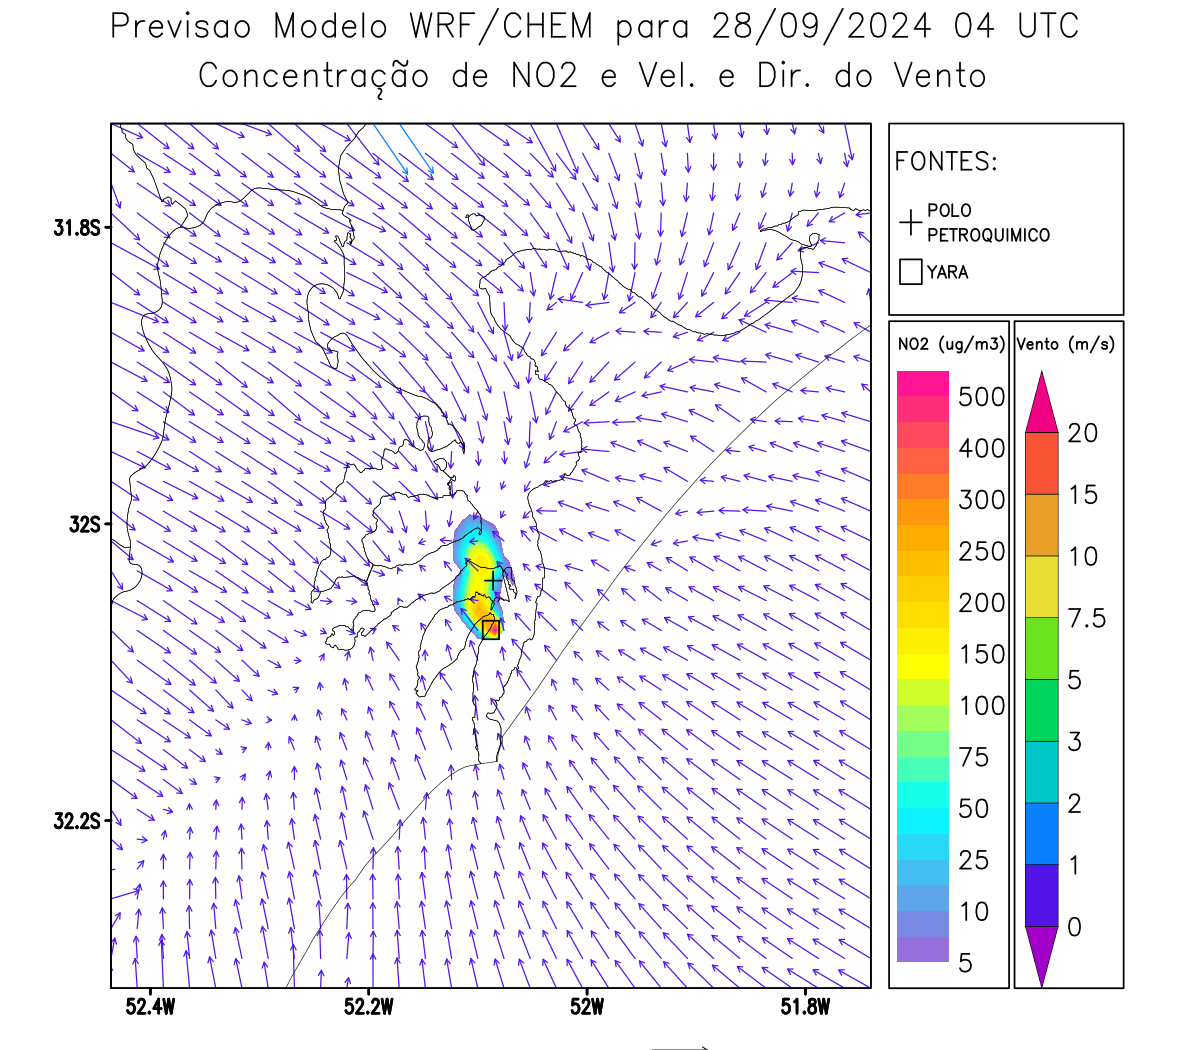 Previsao Modelo WRF/CHEM para 28/09/2024 04 UTC
Concentração de NO2 e Vel. e Dir. do Vento
FONTES:
POLO
PETROQUIMICO
YARA
NO2 (ug/m3)
500
400
300
250
200
150
100
75
50
25
10
5
Vento (m/s)
20
15
10
7.5
5
3
2
1
0
31.8S
32S
32.2S
52.4W
52.2W
52W
51.8W